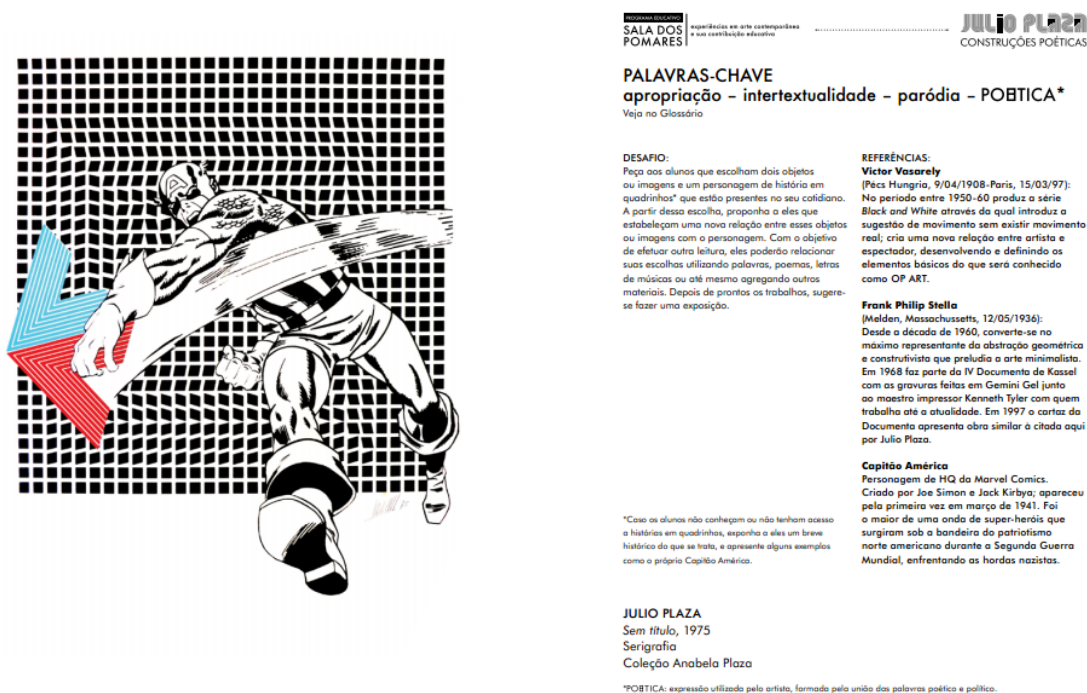 PROGRAMA EDUCATIVO
SALA DOS
POMARES
experiências em arte contemporânea
e sua contribuição educativa
JULIO PLAZA
CONSTRUÇÕES POÉTICAS
PALAVRAS-CHAVE
apropriação – intertextualidade – paródia – POETICA*
Veja no Glossário
DESAFIO:
Peça aos alunos que escolham dois objetos
ou imagens e um personagem de história em
quadrinhos* que estão presentes no seu cotidiano.
A partir dessa escolha, proponha a eles que
estabeleçam uma nova relação entre esses objetos
ou imagens com o personagem. Com o objetivo
de efetuar outra leitura, eles poderão relacionar
suas escolhas utilizando palavras, poemas, letras
de músicas ou até mesmo agregando outros
materiais. Depois de prontos os trabalhos, sugere-
se fazer uma exposição.
*Caso os alunos não conheçam ou não tenham acesso
a histórias em quadrinhos, exponha a eles um breve
histórico do que se trata, e apresente alguns exemplos
como o próprio Capitão América.
REFERÊNCIAS:
Victor Vasarely
(Pécs Hungria, 9/04/1908-Paris, 15/03/97):
No período entre 1950-60 produz a série
Black and White através da qual introduz a
sugestão de movimento sem existir movimento
real; cria uma nova relação entre artista e
espectador, desenvolvendo e definindo os
elementos básicos do que será conhecido
como OP ART.
Frank Philip Stella
(Melden, Massachussetts, 12/05/1936):
Desde a década de 1960, converte-se no
máximo representante da abstração geométrica
e construtivista que preludia a arte minimalista.
Em 1968 faz parte da IV Documenta de Kassel
com as gravuras feitas em Gemini Gel junto
ao maestro impressor Kenneth Tyler com quem
trabalha até a atualidade. Em 1997 o cartaz da
Documenta apresenta obra similar à citada aqui
por Julio Plaza.
Capitão América
Personagem de HQ da Marvel Comics.
Criado por Joe Simon e Jack Kirbya; apareceu
pela primeira vez em março de 1941. Foi
o maior de uma onda de super-heróis que
surgiram sob a bandeira do patriotismo
norte americano durante a Segunda Guerra
Mundial, enfrentando as hordas nazistas.
JULIO PLAZA
Sem título, 1975
Serigrafia
Coleção Anabela Plaza
*POETICA: expressão utilizada pelo artista, formada pela união das palavras poético e político.